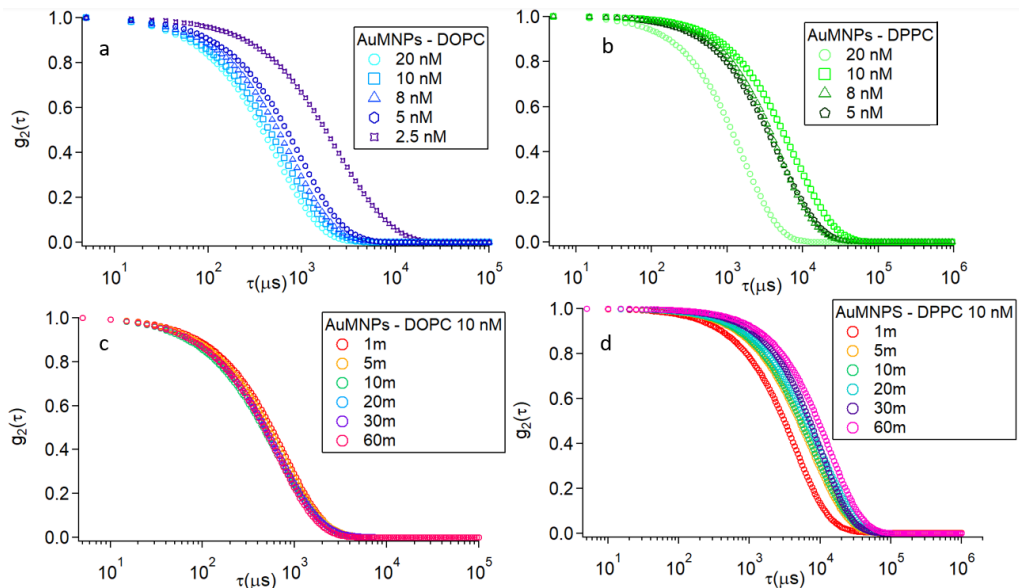 a
AuMNPs - DOPC
20 nM
10 nM
8 nM
5 nM
2.5 nM
1.0
0.8
0.6
0.4
0.2
0.0
g₂(τ)
10¹ 10² 10³ 10⁴ 10⁵
τ(μs)
b
AuMNPs - DPPC
20 nM
10 nM
8 nM
5 nM
1.0
0.8
0.6
0.4
0.2
0.0
10¹ 10² 10³ 10⁴ 10⁵ 10⁶
τ(μs)
c
AuMNPs - DOPC 10 nM
1m
5m
10m
20m
30m
60m
1.0
0.8
0.6
0.4
0.2
0.0
g₂(τ)
10¹ 10² 10³ 10⁴ 10⁵
τ(μs)
d
AuMNPS - DPPC 10 nM
1m
5m
10m
20m
30m
60m
1.0
0.8
0.6
0.4
0.2
0.0
g₂(τ)
10¹ 10² 10³ 10⁴ 10⁵ 10⁶
τ(μs)